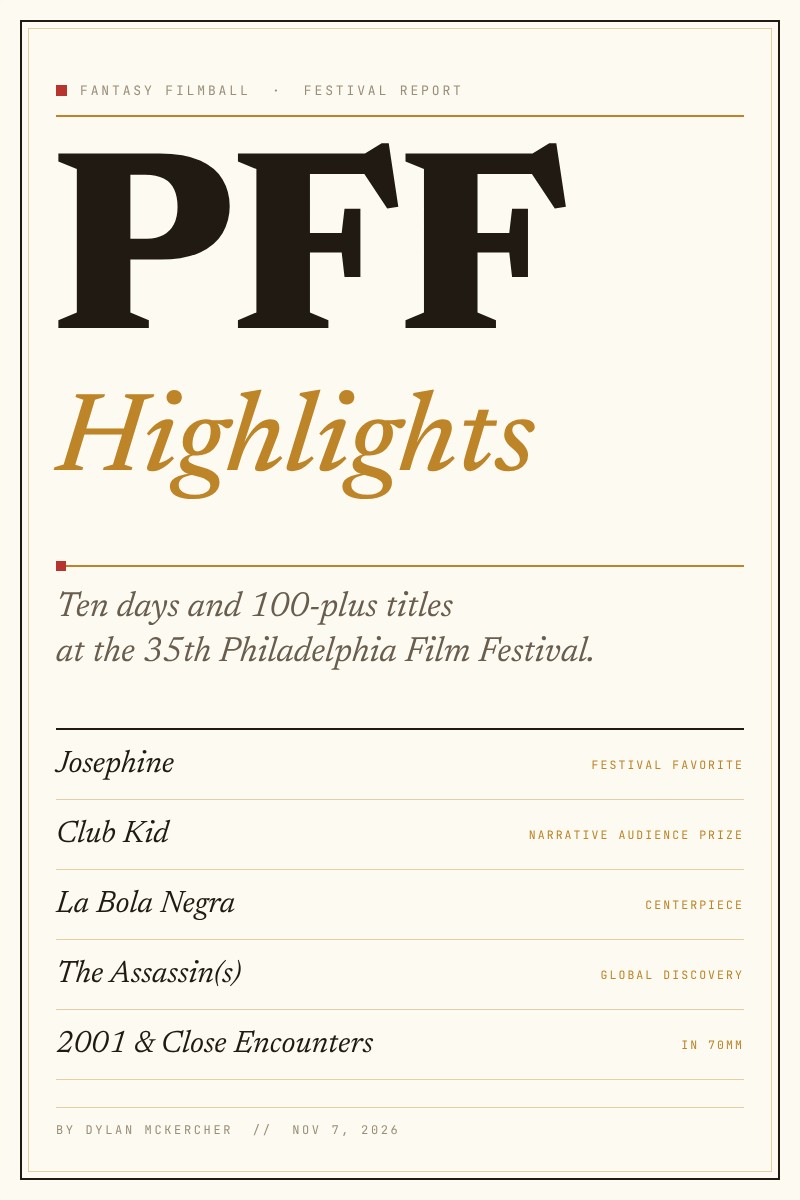 FANTASY FILMBALL · FESTIVAL REPORT
PFF
Highlights
Ten days and 100-plus titles
at the 35th Philadelphia Film Festival.
Josephine FESTIVAL FAVORITE
Club Kid NARRATIVE AUDIENCE PRIZE
La Bola Negra CENTERPIECE
The Assassin(s) GLOBAL DISCOVERY
2001 & Close Encounters IN 70MM
BY DYLAN MCKERCHER // NOV 7, 2026